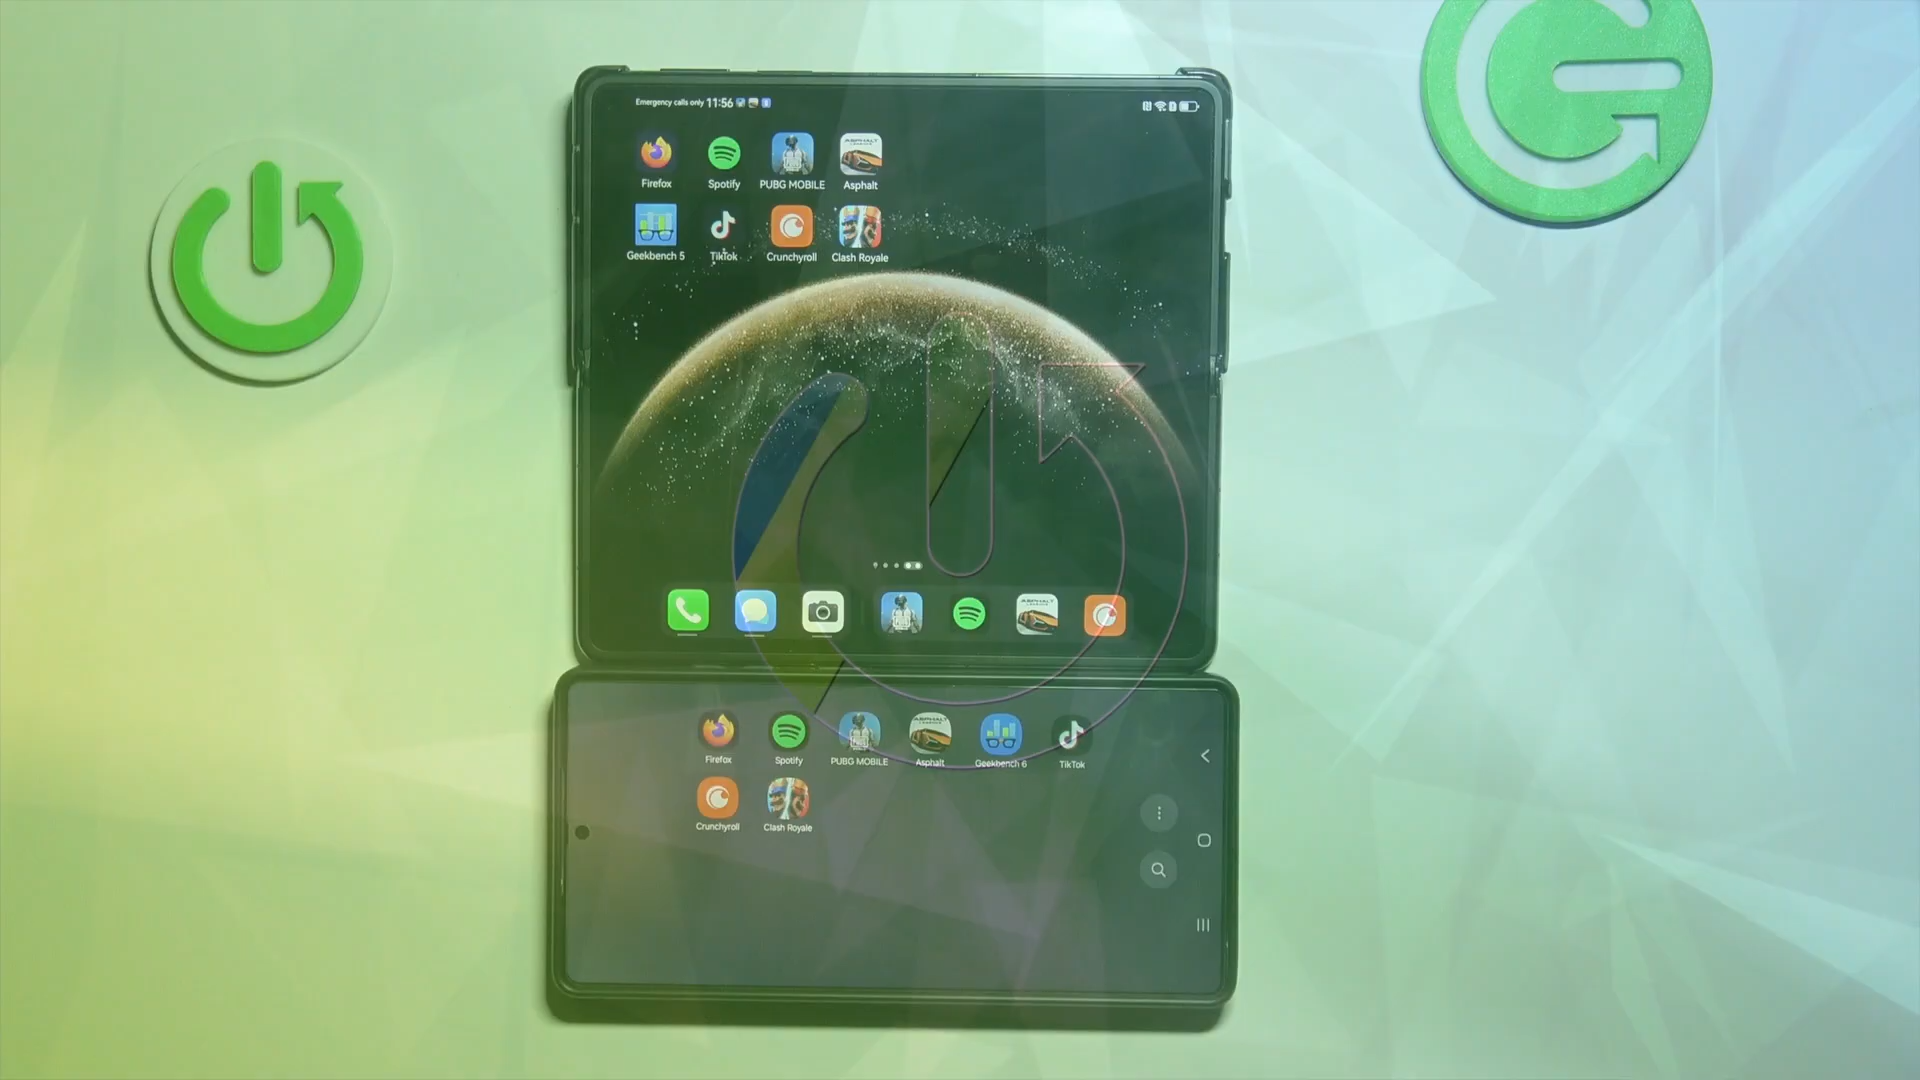 Emergency calls only 11:56
Firefox
Spotify
PUBG MOBILE
Asphalt
Geekbench 5
TikTok
Crunchyroll
Clash Royale
Firefox
Spotify
PUBG MOBILE
Asphalt
Geekbench 6
TikTok
Crunchyroll
Clash Royale